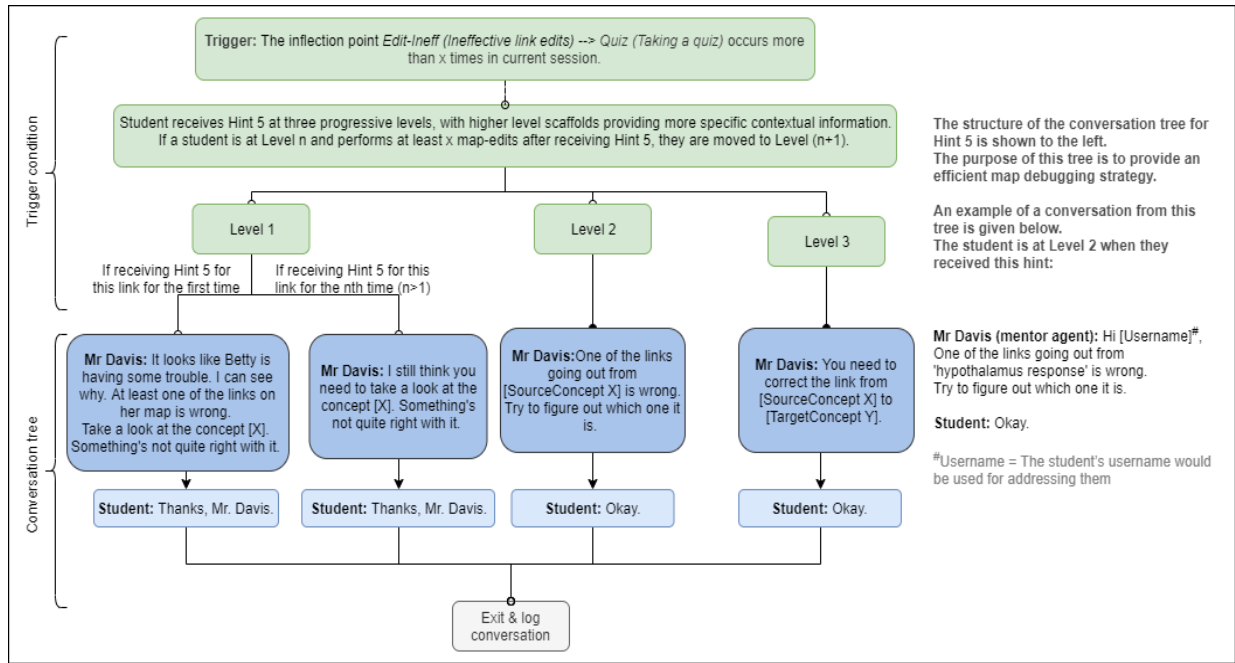 Trigger: The inflection point Edit-Ineff (Ineffective link edits) --> Quiz (Taking a quiz) occurs more
than x times in current session.
Student receives Hint 5 at three progressive levels, with higher level scaffolds providing more specific contextual information.
If a student is at Level n and performs at least x map-edits after receiving Hint 5, they are moved to Level (n+1).
Trigger condition
Level 1
Level 2
Level 3
If receiving Hint 5 for
this link for the first time
If receiving Hint 5 for this
link for the nth time (n>1)
Conversation tree
Mr Davis: It looks like Betty is
having some trouble. I can see
why. At least one of the links on
her map is wrong.
Take a look at the concept [X].
Something's not quite right with it.
Mr Davis: I still think you
need to take a look at the
concept [X]. Something's
not quite right with it.
Mr Davis:One of the links
going out from
[SourceConcept X] is wrong.
Try to figure out which one it
is.
Mr Davis: You need to
correct the link from
[SourceConcept X] to
[TargetConcept Y].
Student: Thanks, Mr. Davis.
Student: Thanks, Mr. Davis.
Student: Okay.
Student: Okay.
Exit & log
conversation
The structure of the conversation tree for
Hint 5 is shown to the left.
The purpose of this tree is to provide an
efficient map debugging strategy.
An example of a conversation from this
tree is given below.
The student is at Level 2 when they
received this hint:
Mr Davis (mentor agent): Hi [Username]#,
One of the links going out from
'hypothalamus response' is wrong.
Try to figure out which one it is.
Student: Okay.
#Username = The student's username would
be used for addressing them